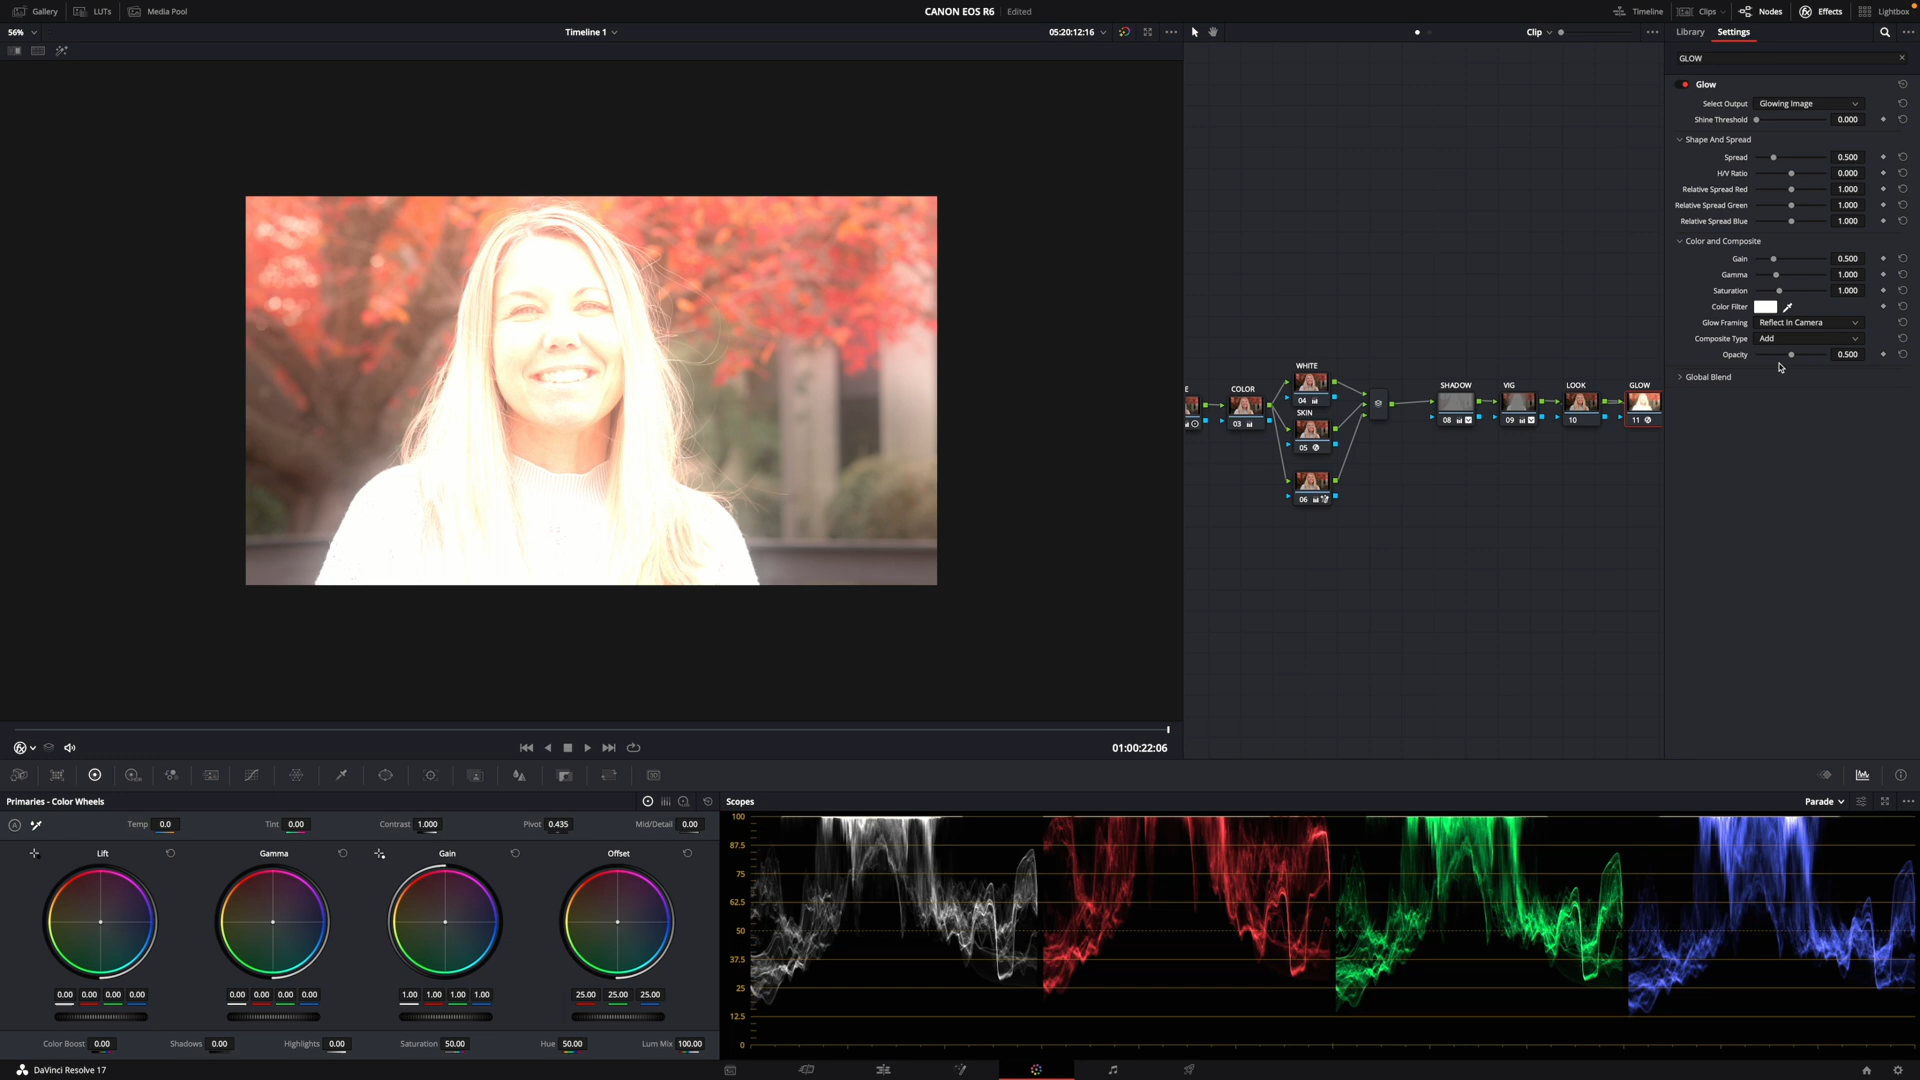 Gallery LUTs Media Pool CANON EOS R6 Edited Timeline Clips Nodes Effects Lightbox
56% Timeline 1 05:20:12:16 Clip Library Settings
GLOW
Glow
Select Output Glowing Image
Shine Threshold 0.000
Shape And Spread
Spread 0.500
H/V Ratio 0.000
Relative Spread Red 1.000
Relative Spread Green 1.000
Relative Spread Blue 1.000
Color and Composite
Gain 0.500
Gamma 1.000
Saturation 1.000
Color Filter
Glow Framing Reflect In Camera
Composite Type Add
Opacity 0.500
Global Blend
WHITE
04
E COLOR SHADOW VIG LOOK GLOW
03 08 09 10 11
SKIN
05
06
01:00:22:06
Primaries - Color Wheels
Temp 0.0 Tint 0.00 Contrast 1.000 Pivot 0.435 Mid/Detail 0.00
Lift Gamma Gain Offset
0.00 0.00 0.00 0.00 0.00 0.00 0.00 0.00 1.00 1.00 1.00 1.00 25.00 25.00 25.00
Color Boost 0.00 Shadows 0.00 Highlights 0.00 Saturation 50.00 Hue 50.00 Lum Mix 100.00
Scopes Parade
100
87.5
75
62.5
50
37.5
25
12.5
0
DaVinci Resolve 17